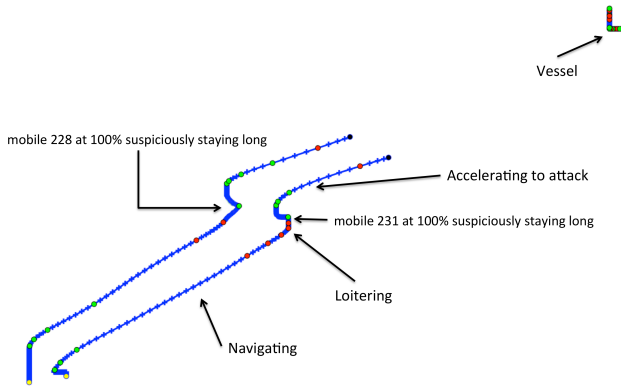 Vessel
mobile 228 at 100% suspiciously staying long
Accelerating to attack
mobile 231 at 100% suspiciously staying long
Loitering
Navigating